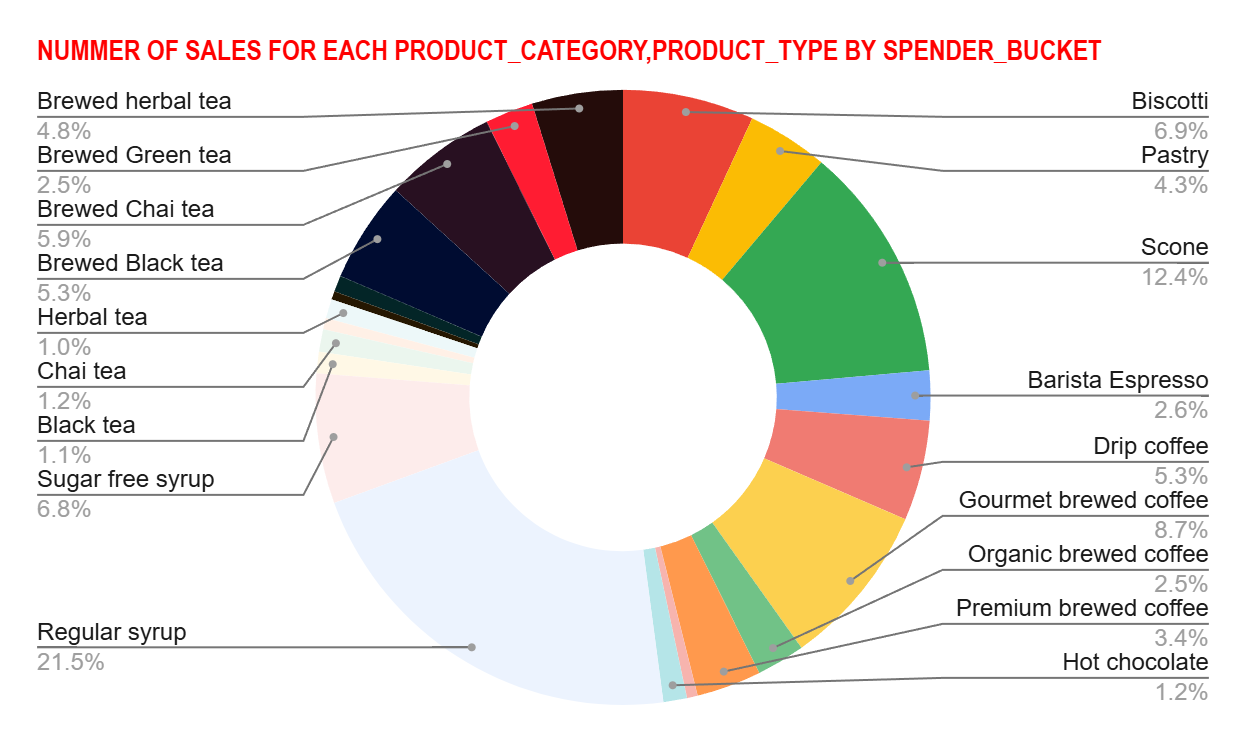 NUMMER OF SALES FOR EACH PRODUCT_CATEGORY,PRODUCT_TYPE BY SPENDER_BUCKET
Brewed herbal tea
4.8%
Brewed Green tea
2.5%
Brewed Chai tea
5.9%
Brewed Black tea
5.3%
Herbal tea
1.0%
Chai tea
1.2%
Black tea
1.1%
Sugar free syrup
6.8%
Regular syrup
21.5%
Biscotti
6.9%
Pastry
4.3%
Scone
12.4%
Barista Espresso
2.6%
Drip coffee
5.3%
Gourmet brewed coffee
8.7%
Organic brewed coffee
2.5%
Premium brewed coffee
3.4%
Hot chocolate
1.2%